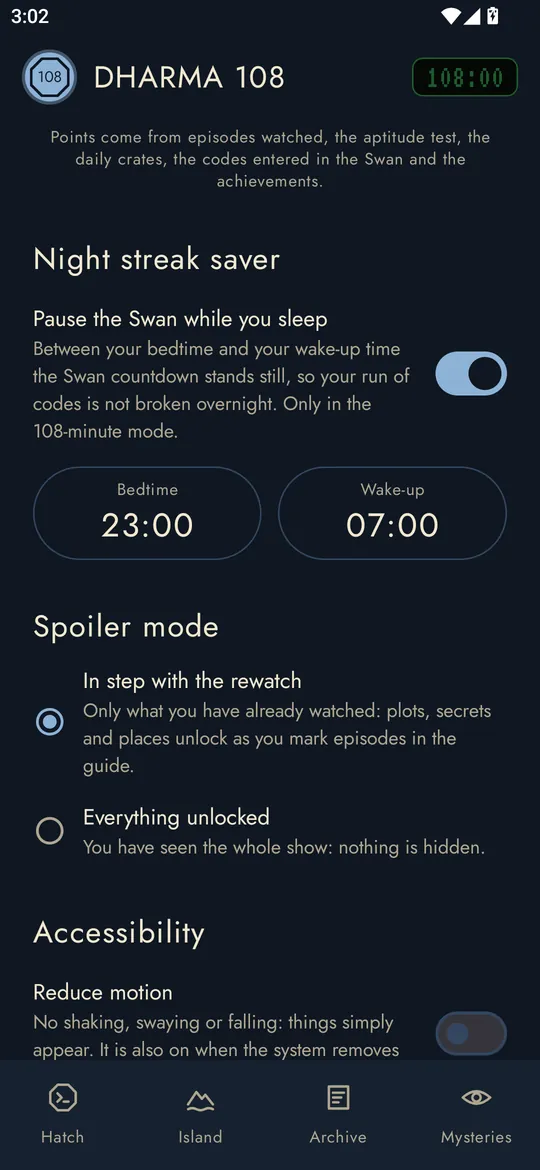 3:02
108
DHARMA 108
108:00
Points come from episodes watched, the aptitude test, the
daily crates, the codes entered in the Swan and the
achievements.
Night streak saver
Pause the Swan while you sleep
Between your bedtime and your wake-up time
the Swan countdown stands still, so your run of
codes is not broken overnight. Only in the
108-minute mode.
Bedtime
23:00
Wake-up
07:00
Spoiler mode
In step with the rewatch
Only what you have already watched: plots, secrets
and places unlock as you mark episodes in the
guide.
Everything unlocked
You have seen the whole show: nothing is hidden.
Accessibility
Reduce motion
No shaking, swaying or falling: things simply
appear. It is also on when the system removes
Hatch
Island
Archive
Mysteries